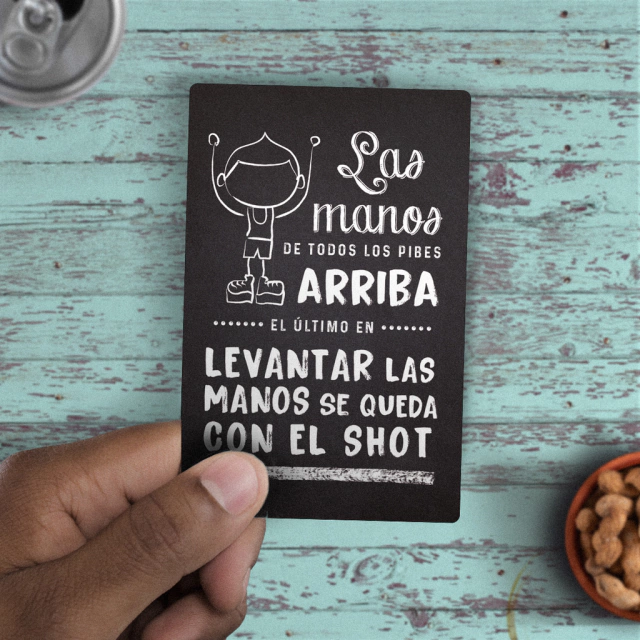 Las
manos
DE TODOS LOS PIBES
ARRIBA
EL ÚLTIMO EN
LEVANTAR LAS
MANOS SE QUEDA
CON EL SHOT